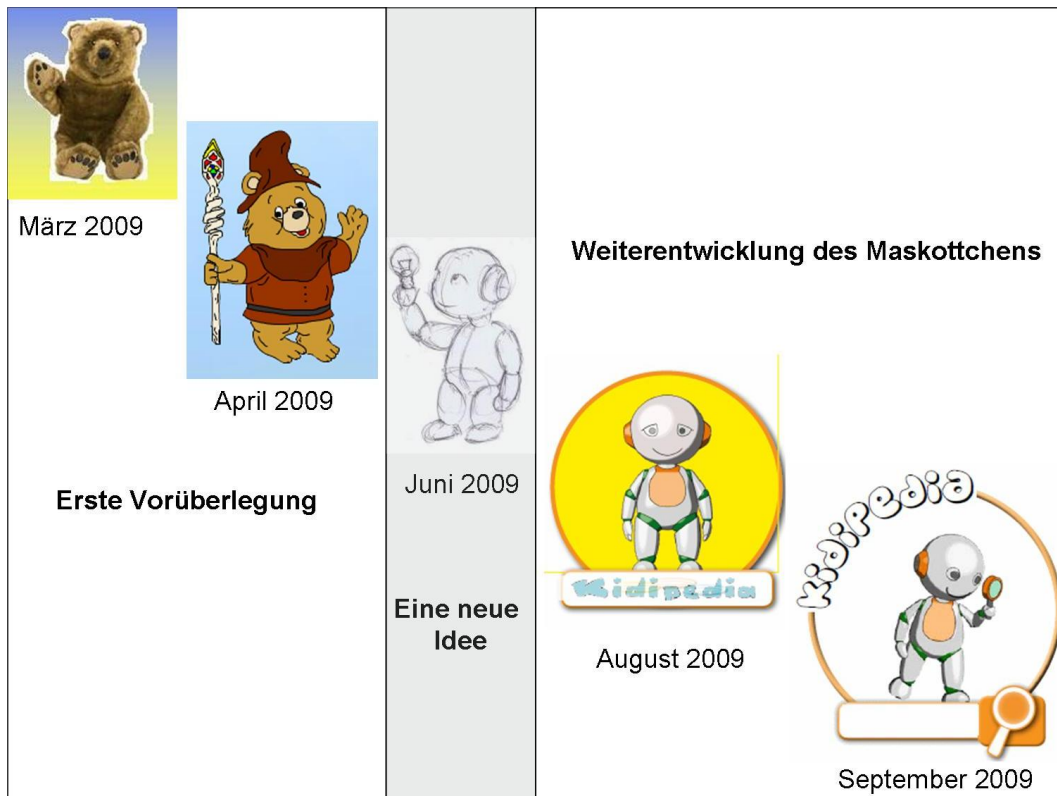 März 2009
April 2009
Erste Vorüberlegung
Juni 2009
Eine neue
Idee
Weiterentwicklung des Maskottchens
Kidipedia
August 2009
KidiPedia
September 2009